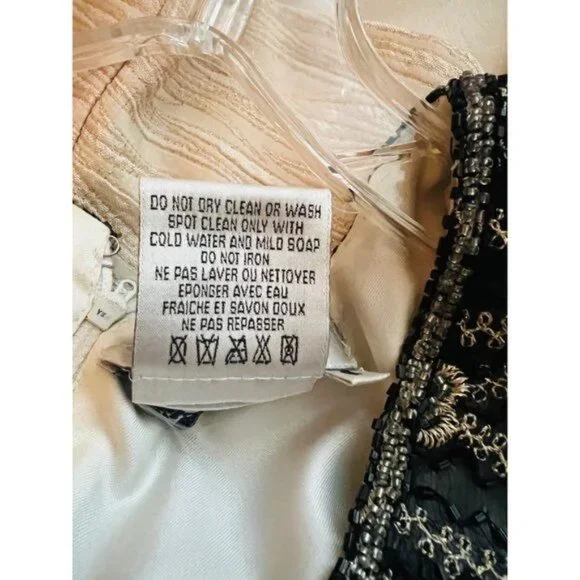 DO NOT DRY CLEAN OR WASH
SPOT CLEAN ONLY WITH
COLD WATER AND MILD SOAP
DO NOT IRON
NE PAS LAVER OU NETTOYER
EPONGER AVEC EAU
FRAICHE ET SAVON DOUX
NE PAS REPASSER